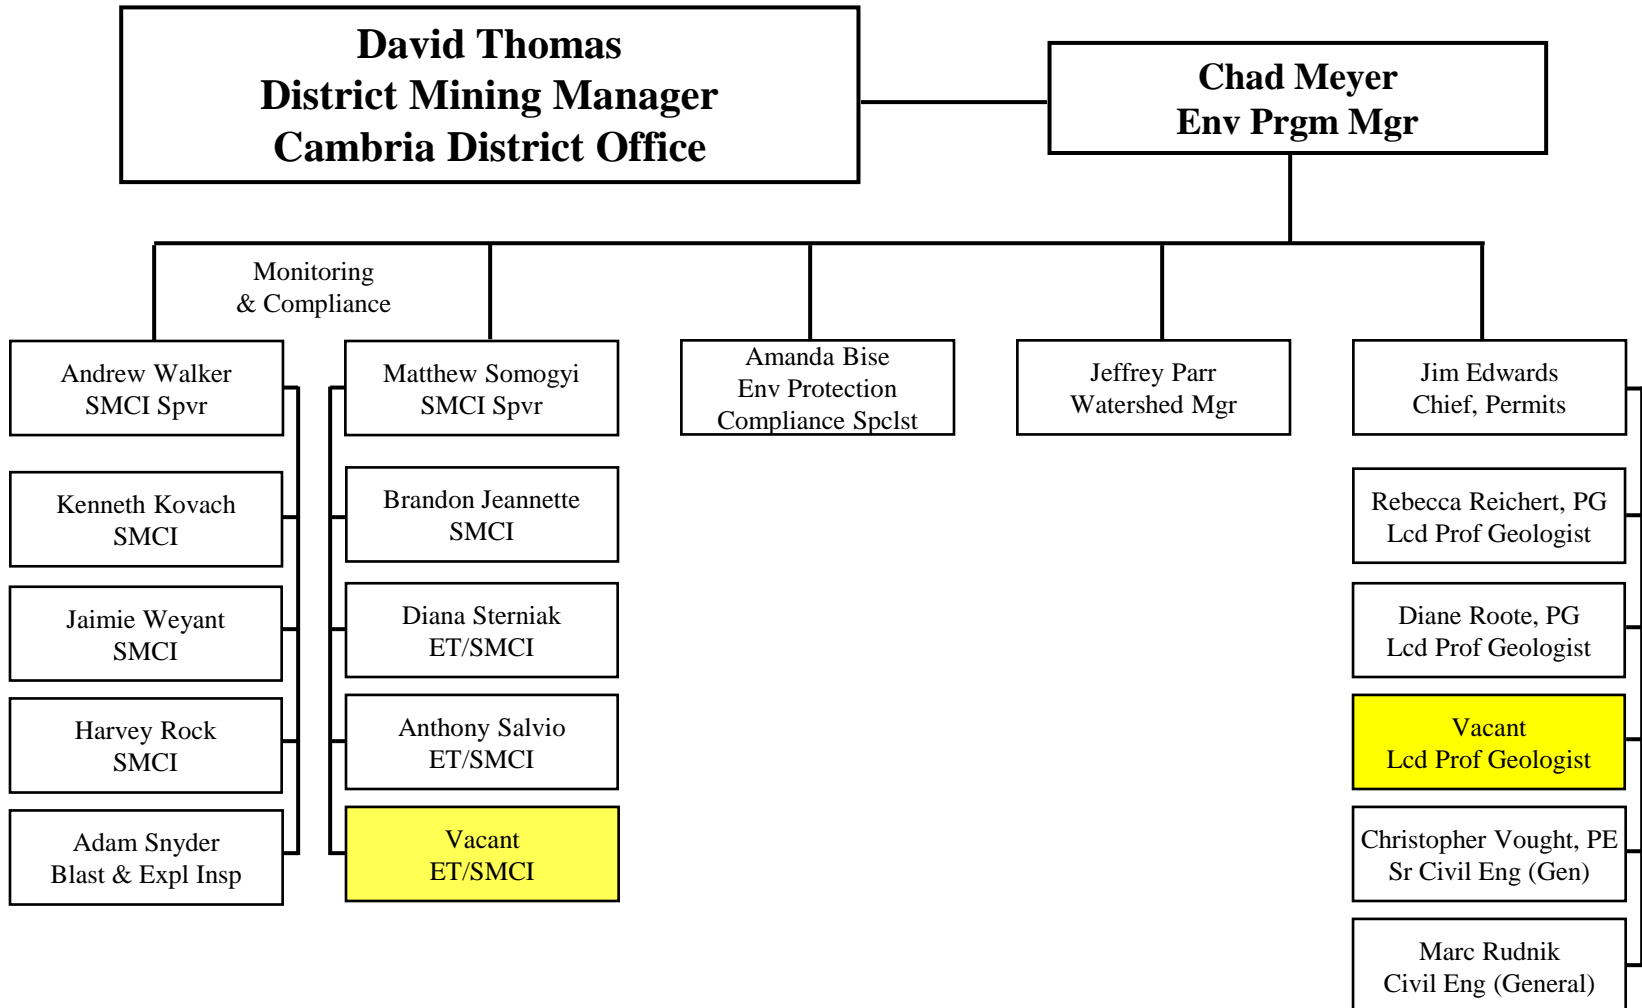 David Thomas
District Mining Manager
Cambria District Office
Chad Meyer
Env Prgm Mgr
Monitoring
& Compliance
Andrew Walker
SMCI Spvr
Kenneth Kovach
SMCI
Jaimie Weyant
SMCI
Harvey Rock
SMCI
Adam Snyder
Blast & Expl Insp
Matthew Somogyi
SMCI Spvr
Brandon Jeannette
SMCI
Diana Sterniak
ET/SMCI
Anthony Salvio
ET/SMCI
Vacant
ET/SMCI
Amanda Bise
Env Protection
Compliance Spclst
Jeffrey Parr
Watershed Mgr
Jim Edwards
Chief, Permits
Rebecca Reichert, PG
Lcd Prof Geologist
Diane Roote, PG
Lcd Prof Geologist
Vacant
Lcd Prof Geologist
Christopher Vought, PE
Sr Civil Eng (Gen)
Marc Rudnik
Civil Eng (General)